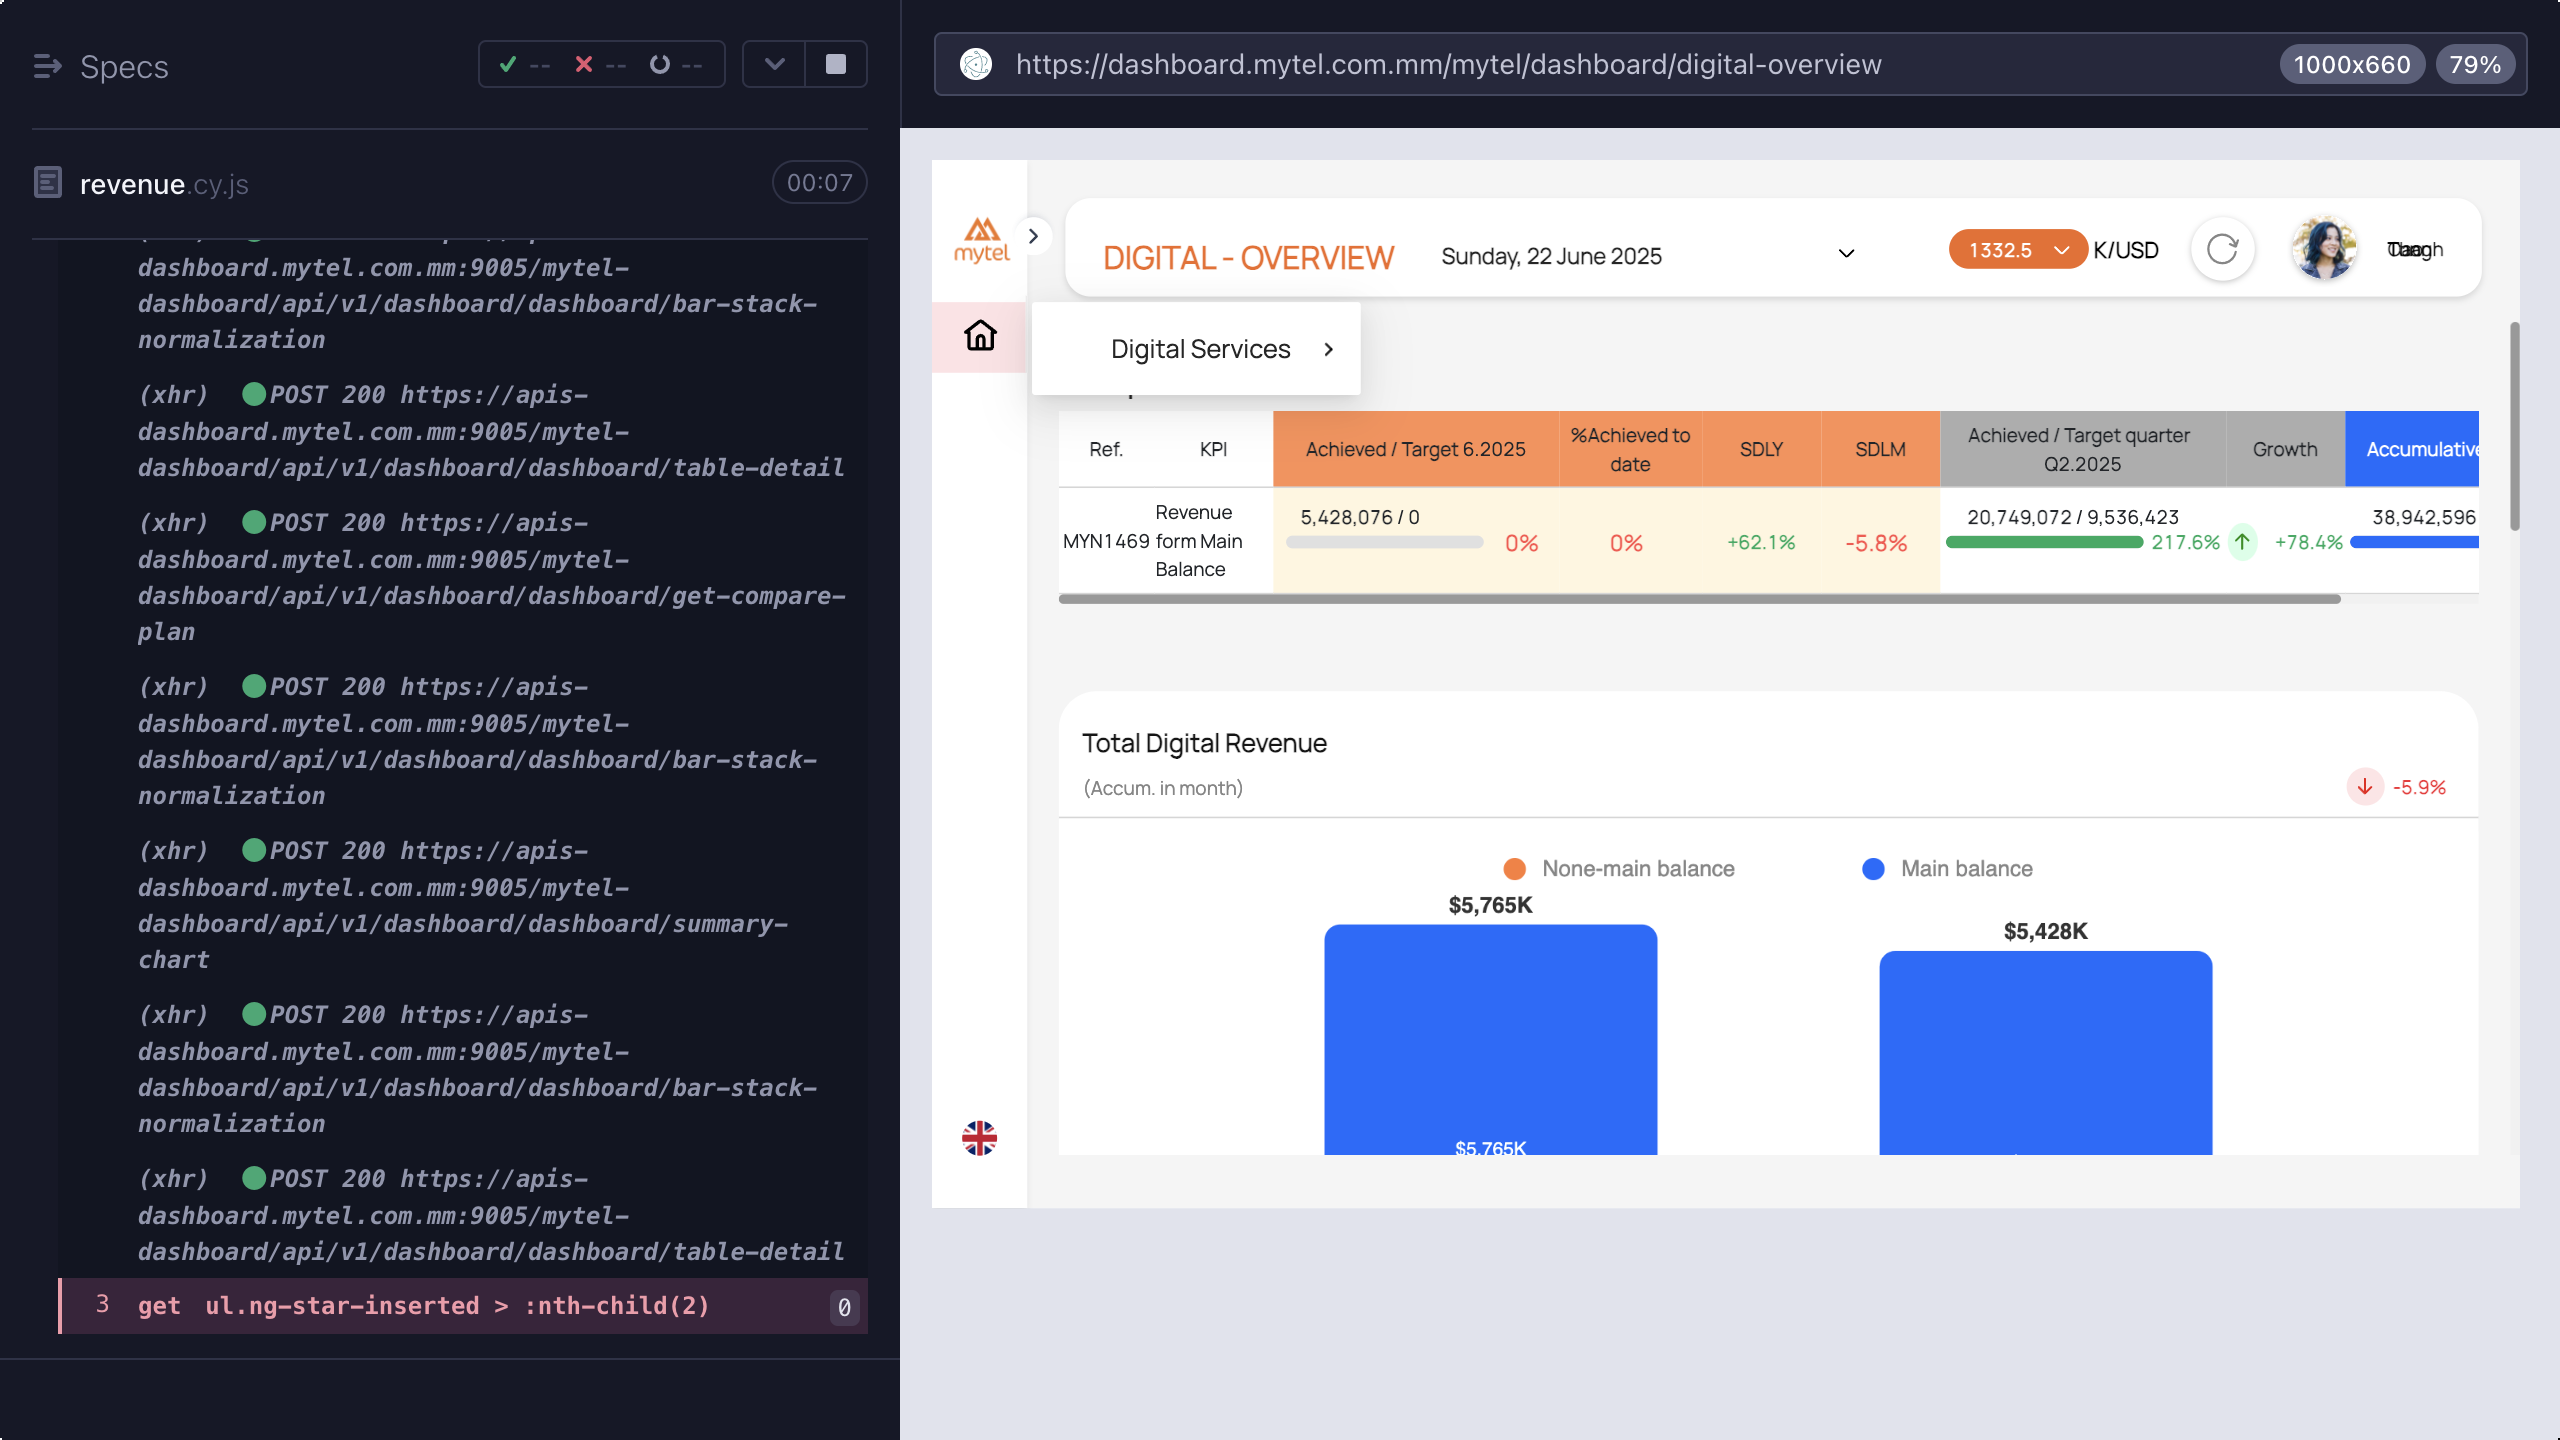 Specs
--
--
--
revenue.cy.js
00:07
dashboard.mytel.com.mm:9005/mytel-
dashboard/api/v1/dashboard/dashboard/bar-stack-
normalization
(xhr) POST 200 https://apis-
dashboard.mytel.com.mm:9005/mytel-
dashboard/api/v1/dashboard/dashboard/table-detail
(xhr) POST 200 https://apis-
dashboard.mytel.com.mm:9005/mytel-
dashboard/api/v1/dashboard/dashboard/get-compare-
plan
(xhr) POST 200 https://apis-
dashboard.mytel.com.mm:9005/mytel-
dashboard/api/v1/dashboard/dashboard/bar-stack-
normalization
(xhr) POST 200 https://apis-
dashboard.mytel.com.mm:9005/mytel-
dashboard/api/v1/dashboard/dashboard/summary-
chart
(xhr) POST 200 https://apis-
dashboard.mytel.com.mm:9005/mytel-
dashboard/api/v1/dashboard/dashboard/bar-stack-
normalization
(xhr) POST 200 https://apis-
dashboard.mytel.com.mm:9005/mytel-
dashboard/api/v1/dashboard/dashboard/table-detail
3 get ul.ng-star-inserted > :nth-child(2) 0
https://dashboard.mytel.com.mm/mytel/dashboard/digital-overview
1000x660
79%
mytel
DIGITAL - OVERVIEW
Sunday, 22 June 2025
1332.5
K/USD
Digital Services
Ref.
KPI
Achieved / Target 6.2025
%Achieved to
date
SDLY
SDLM
Achieved / Target quarter
Q2.2025
Growth
Accumulative
MYN1469
Revenue
form Main
Balance
5,428,076 / 0
0%
0%
+62.1%
-5.8%
20,749,072 / 9,536,423
217.6%
+78.4%
38,942,596
Total Digital Revenue
(Accum. in month)
-5.9%
None-main balance
Main balance
$5,765K
$5,428K
$5,765K